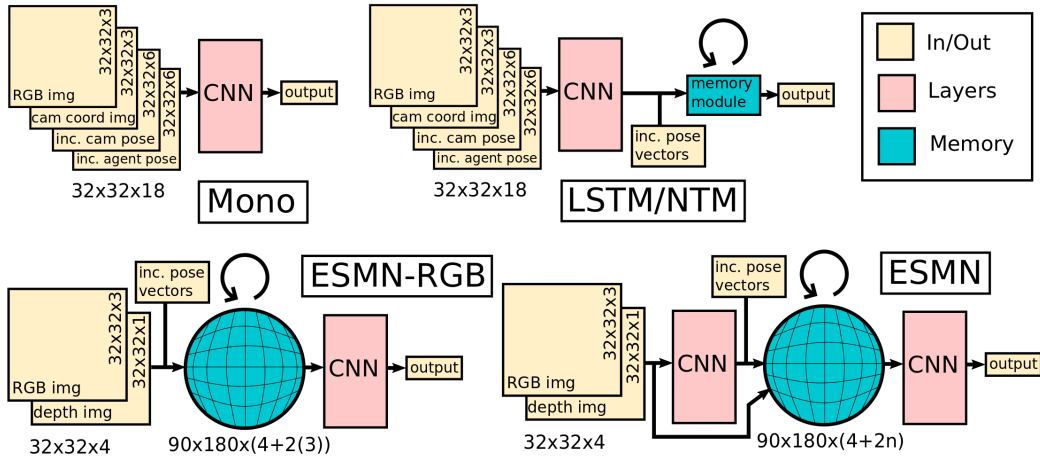 32x32x3
RGB img
32x32x3
cam coord img
32x32x6
inc. cam pose
32x32x6
inc. agent pose
32x32x18
CNN
output
Mono
32x32x3
RGB img
32x32x3
cam coord img
32x32x6
inc. cam pose
32x32x6
inc. agent pose
32x32x18
CNN
inc. pose
vectors
memory
module
output
LSTM/NTM
In/Out
Layers
Memory
32x32x3
RGB img
32x32x1
depth img
32x32x4
inc. pose
vectors
90x180x(4+2(3))
CNN
output
ESMN-RGB
32x32x3
RGB img
32x32x1
depth img
32x32x4
CNN
inc. pose
vectors
90x180x(4+2n)
CNN
output
ESMN